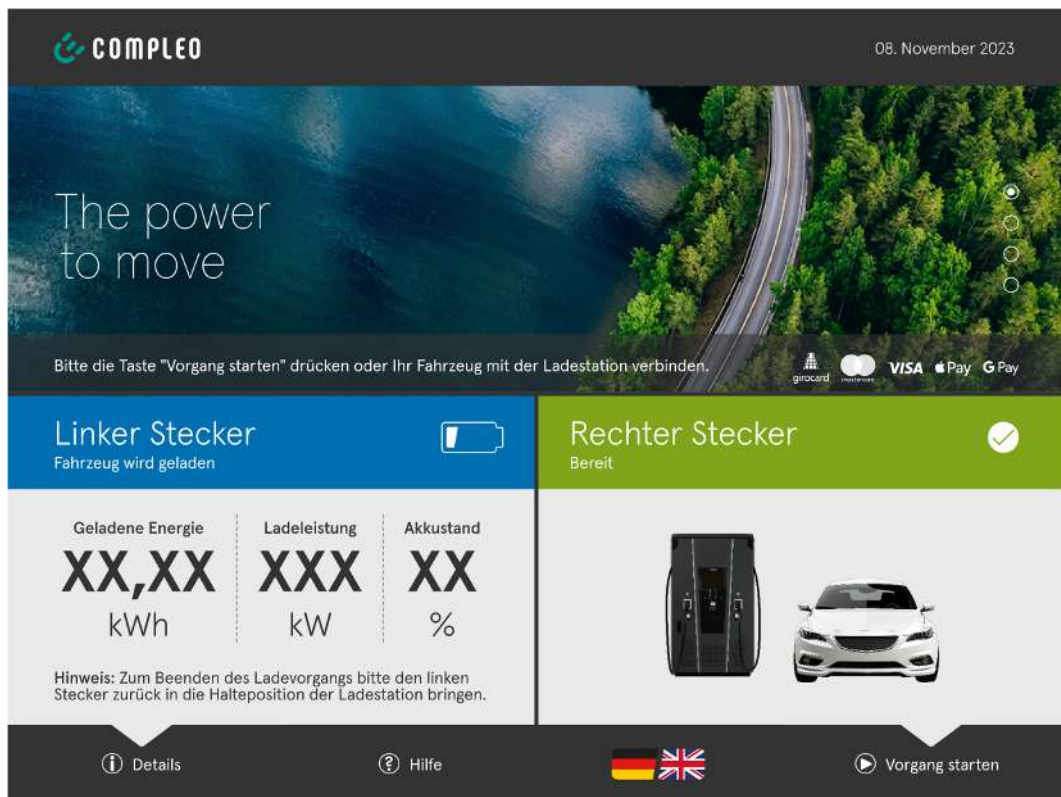 COMPLEO
08. November 2023
The power
to move
Bitte die Taste "Vorgang starten" drücken oder Ihr Fahrzeug mit der Ladestation verbinden.
girocard
VISA
Pay
G Pay
Linker Stecker
Fahrzeug wird geladen
Rechter Stecker
Bereit
Geladene Energie
XX,XX
kWh
Ladeleistung
XXX
kW
Akkustand
XX
%
Hinweis: Zum Beenden des Ladevorgangs bitte den linken
Stecker zurück in die Halteposition der Ladestation bringen.
Details
Hilfe
Vorgang starten